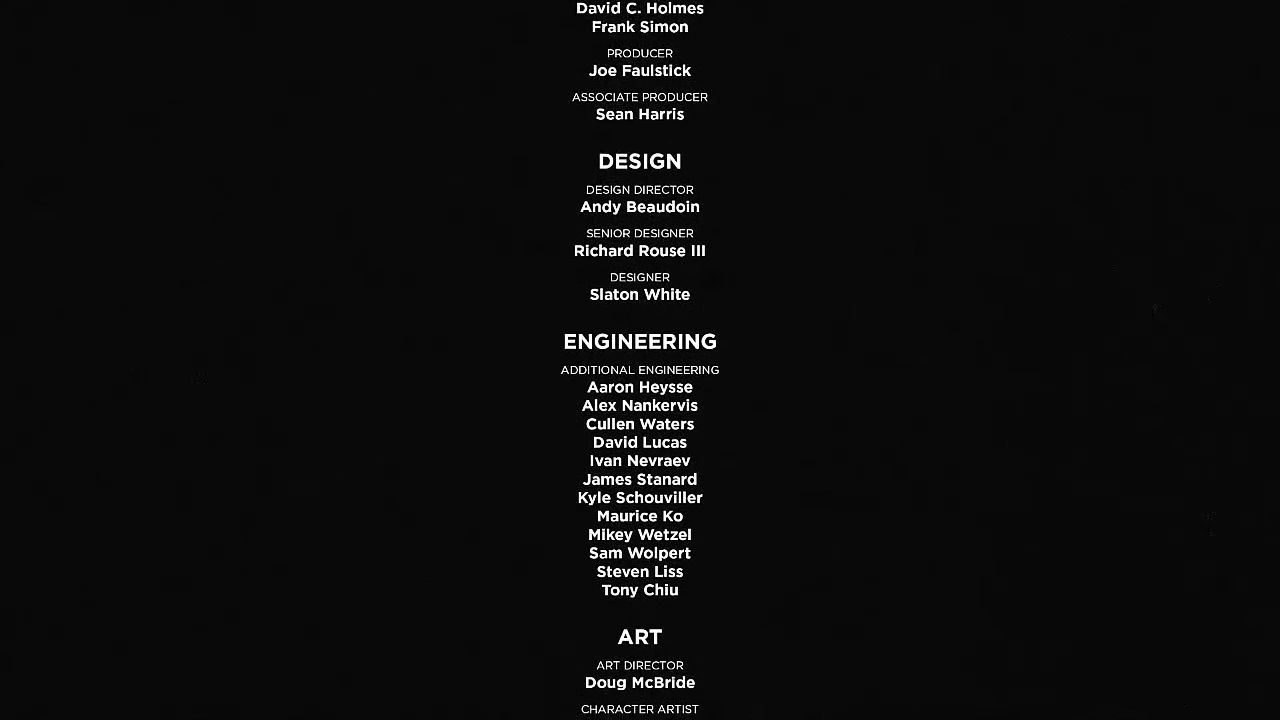 David C. Holmes
Frank Simon
PRODUCER
Joe Faulstick
ASSOCIATE PRODUCER
Sean Harris
DESIGN
DESIGN DIRECTOR
Andy Beaudoin
SENIOR DESIGNER
Richard Rouse III
DESIGNER
Slaton White
ENGINEERING
ADDITIONAL ENGINEERING
Aaron Heysse
Alex Nankervis
Cullen Waters
David Lucas
Ivan Nevraev
James Stanard
Kyle Schouviller
Maurice Ko
Mikey Wetzel
Sam Wolpert
Steven Liss
Tony Chiu
ART
ART DIRECTOR
Doug McBride
CHARACTER ARTIST